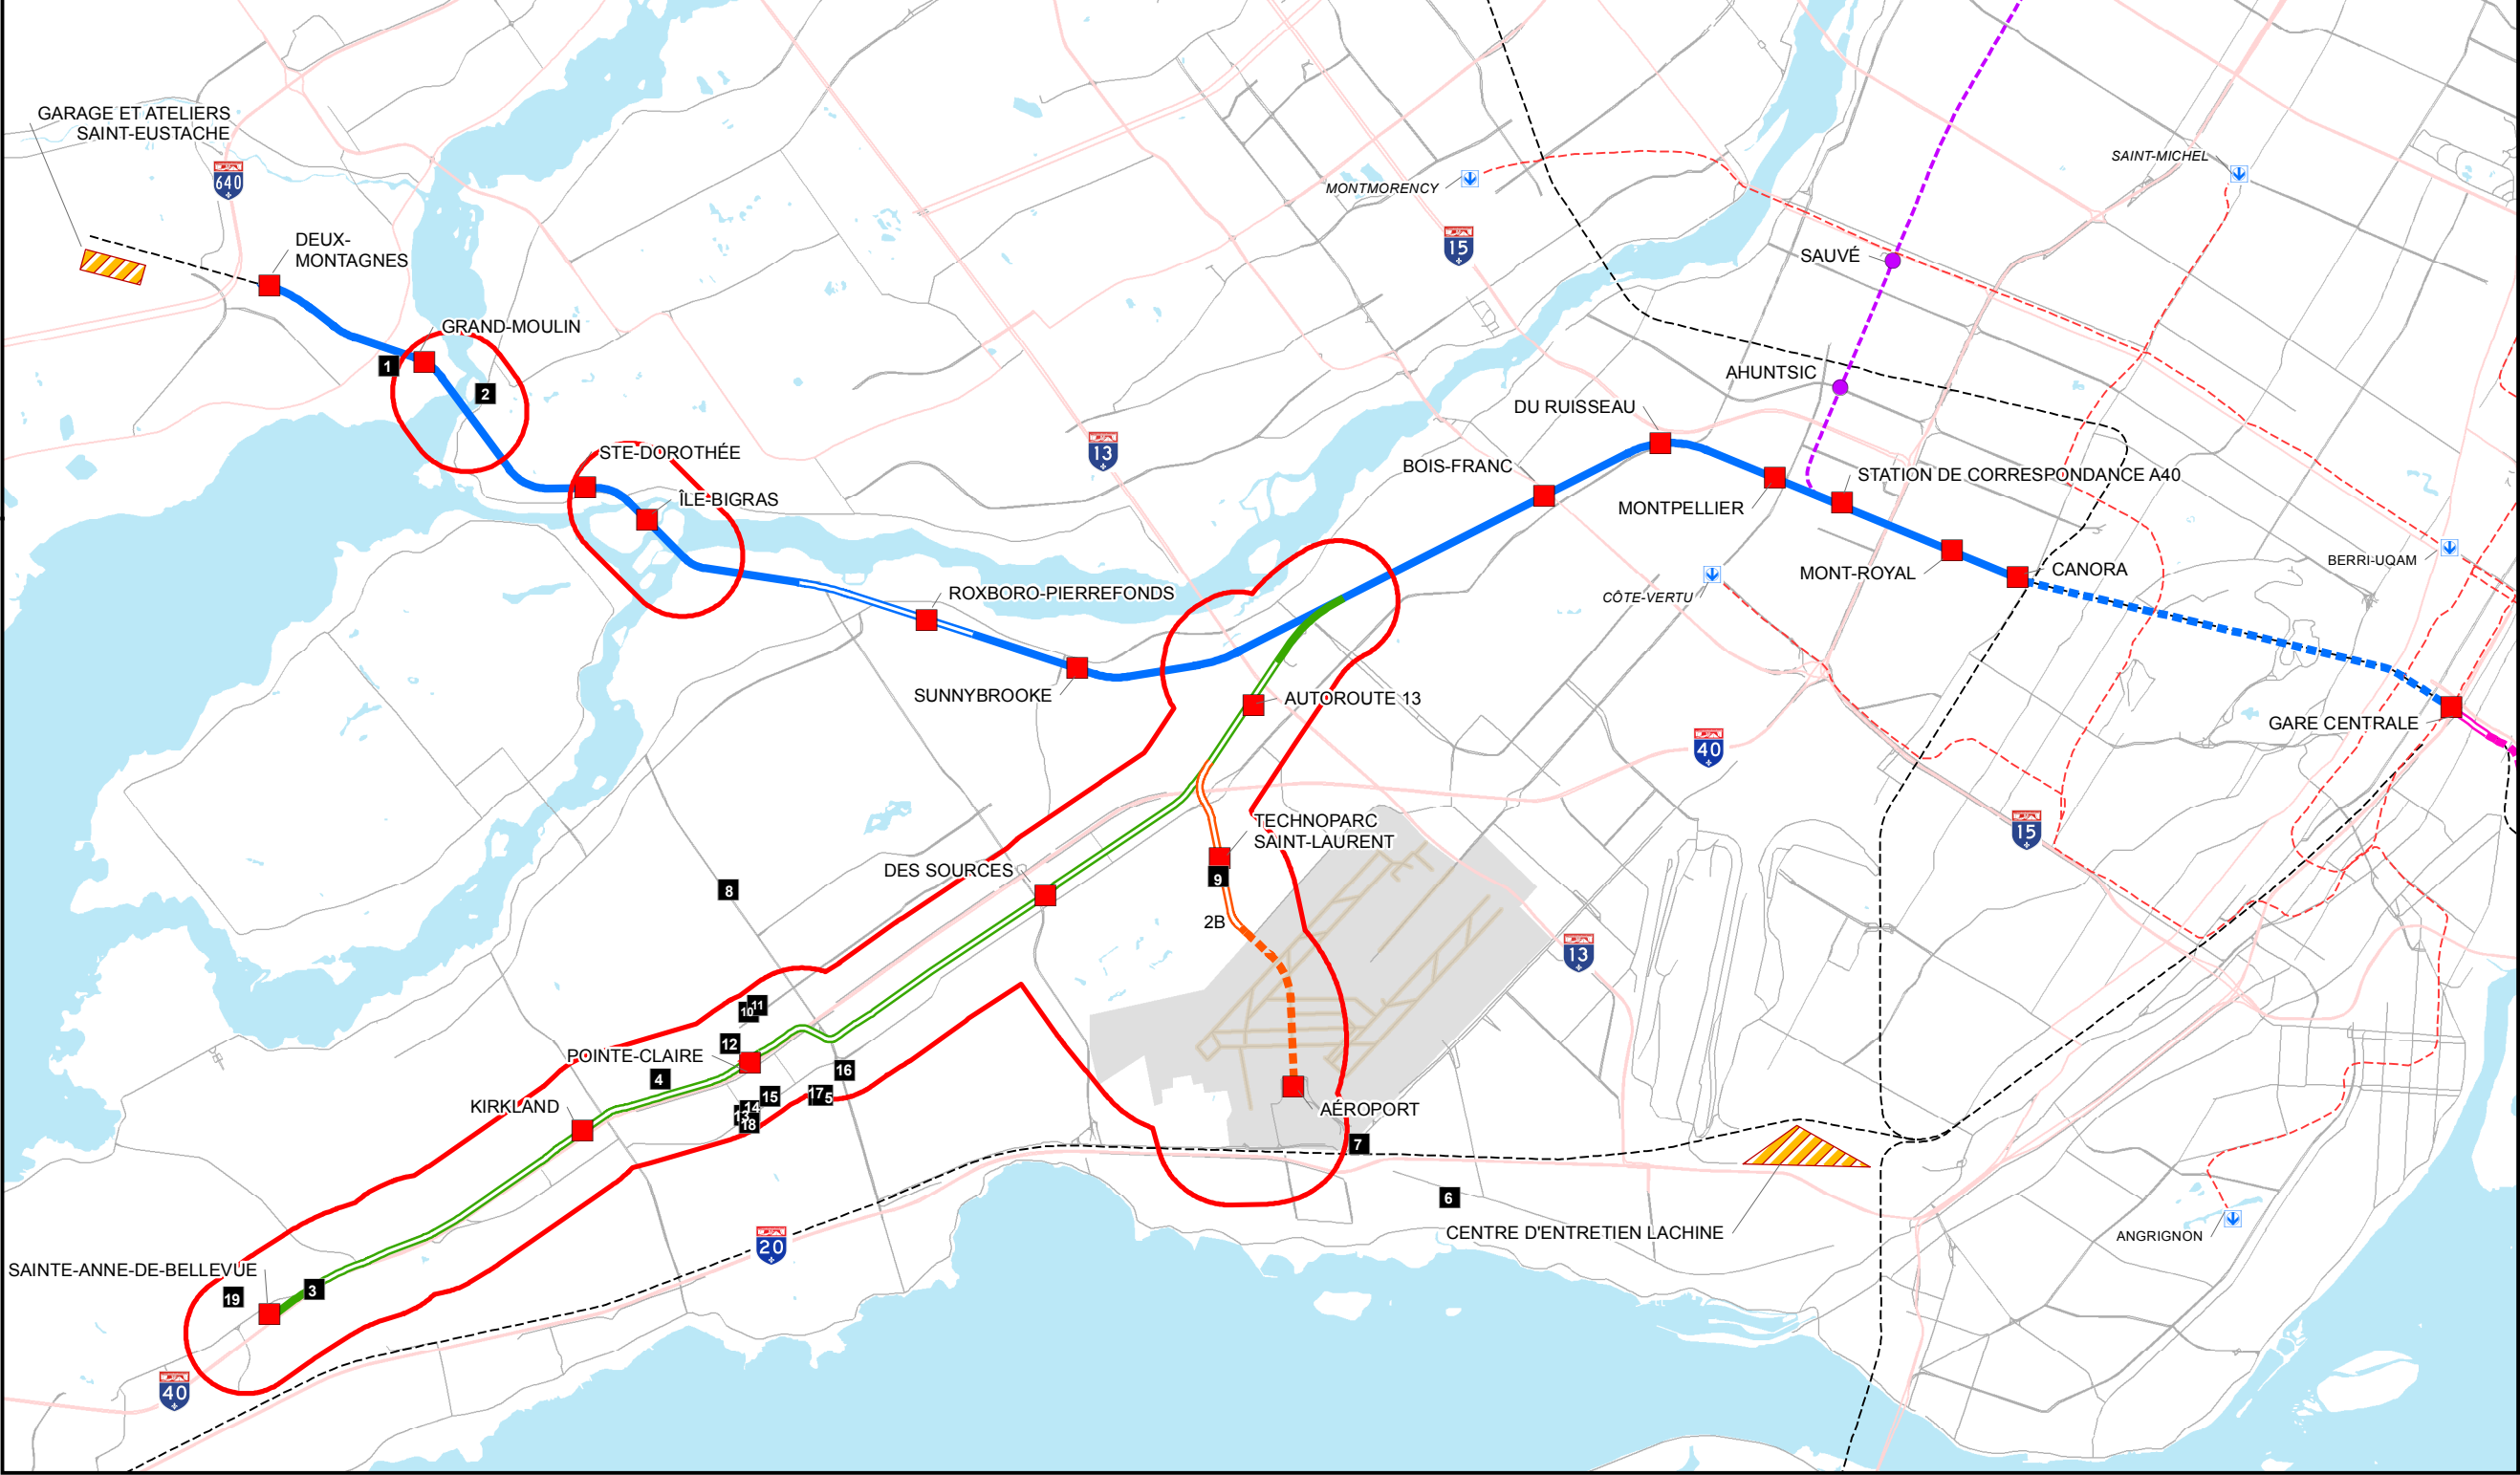 GARAGE ET ATELIERS
SAINT-EUSTACHE
640
DEUX-
MONTAGNES
GRAND-MOULIN
1
2
STE-DOROTHÉE
ÎLE-BIGRAS
ROXBORO-PIERREFONDS
SUNNYBROOKE
13
MONTMORENCY
15
SAINT-MICHEL
SAUVÉ
AHUNTSIC
DU RUISSEAU
BOIS-FRANC
MONTPELLIER
STATION DE CORRESPONDANCE A40
MONT-ROYAL
CANORA
BERRI-UQAM
CÔTE-VERTU
GARE CENTRALE
AUTOROUTE 13
40
15
TECHNOPARC
SAINT-LAURENT
9
2B
DES SOURCES
8
13
10
11
12
POINTE-CLAIRE
4
16
15
17
5
14
13
18
KIRKLAND
AÉROPORT
7
6
CENTRE D'ENTRETIEN LACHINE
ANGRIGNON
20
SAINTE-ANNE-DE-BELLEVUE
19
3
40